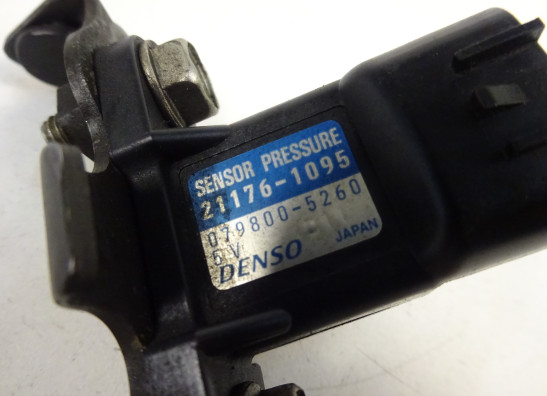 SENSOR PRESSURE
21176-1095
079800-5260
5V
DENSO JAPAN